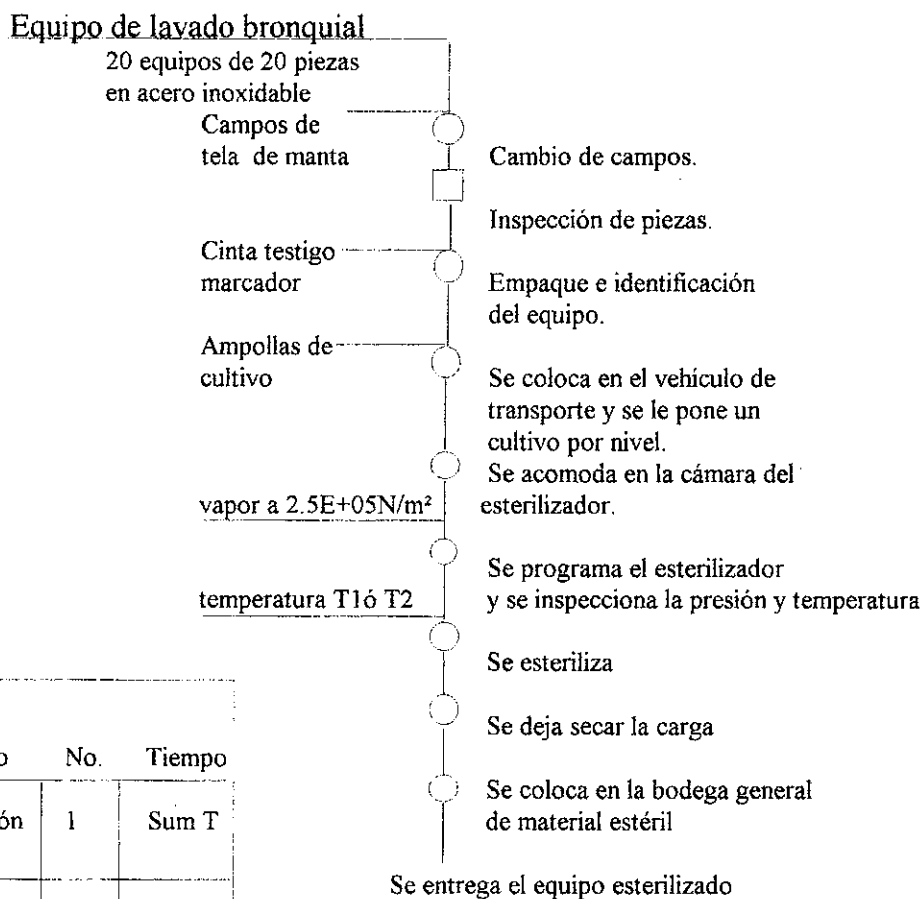 Equipo de lavado bronquial
20 equipos de 20 piezas
en acero inoxidable
Campos de
tela de manta
Cambio de campos.
Inspección de piezas.
Cinta testigo
marcador
Empaque e identificación
del equipo.
Ampollas de
cultivo
Se coloca en el vehículo de
transporte y se le pone un
cultivo por nivel.
Se acomoda en la cámara del
esterilizador.
vapor a 2.5E+05N/m²
Se programa el esterilizador
y se inspecciona la presión y temperatura
temperatura T1ó T2
Se esteriliza
Se deja secar la carga
o No. Tiempo
Se coloca en la bodega general
de material estéril
ón 1 Sum T
Se entrega el equipo esterilizado